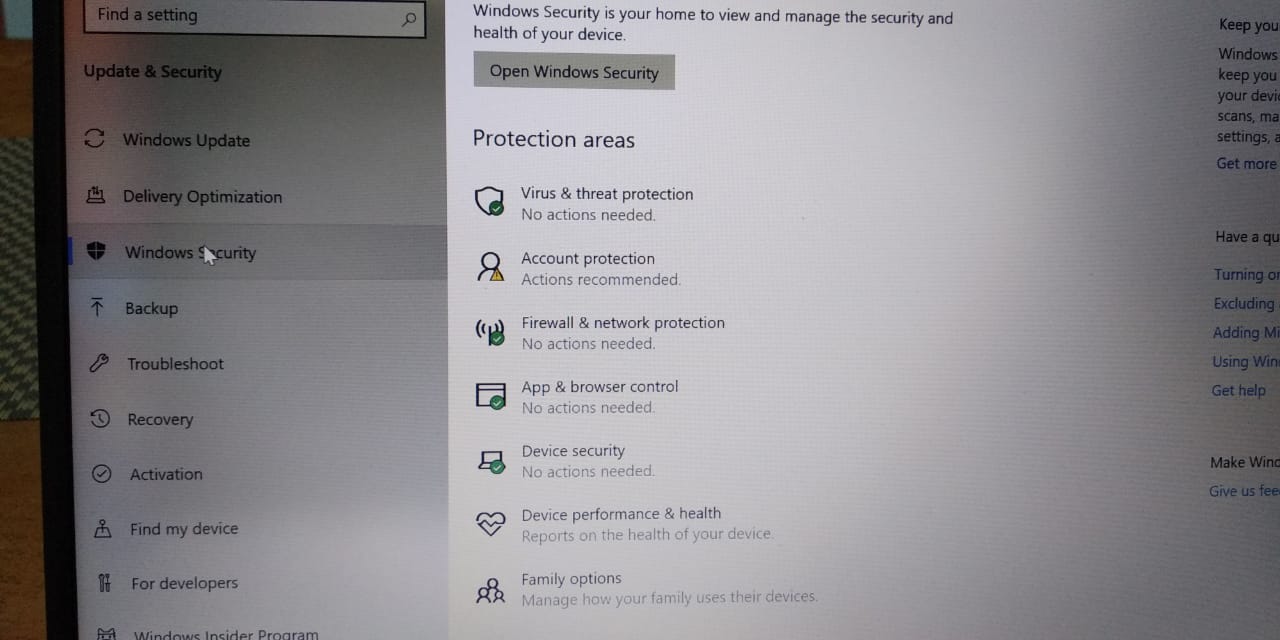 Find a setting
Update & Security
Windows Update
Delivery Optimization
Windows Security
Backup
Troubleshoot
Recovery
Activation
Find my device
For developers
Windows Insider Program
Windows Security is your home to view and manage the security and
health of your device.
Open Windows Security
Protection areas
Virus & threat protection
No actions needed.
Account protection
Actions recommended.
Firewall & network protection
No actions needed.
App & browser control
No actions needed.
Device security
No actions needed.
Device performance & health
Reports on the health of your device.
Family options
Manage how your family uses their devices.
Keep you
Windows
keep you
your devi
scans, ma
settings, a
Get more
Have a qu
Turning o
Excluding
Adding Mi
Using Win
Get help
Make Wind
Give us fee